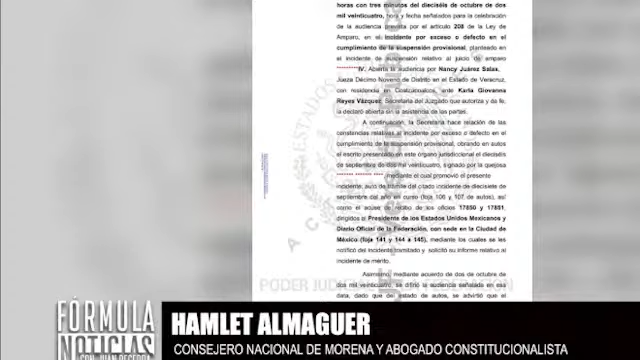 horas con tres minutos del dieciséis de octubre de dos
mil veinticuatro, hora y fecha señalados para la celebración
de la audiencia prevista por el artículo 208 de la Ley de
Amparo, en el incidente por exceso o defecto en el
cumplimiento de la suspensión provisional, planteado en
el incidente de suspensión relativo al juicio de amparo
********IV. Abierta la audiencia por Nancy Juárez Salas,
Jueza Décimo Noveno de Distrito en el Estado de Veracruz,
con residencia en Coatzacoalcos, ante Karla Giovanna
Reyes Vázquez, Secretaria del Juzgado que autoriza y da fe,
la declaró abierta sin la asistencia de las partes.
A continuación, la Secretaria hace relación de las
constancias relativas al incidente por exceso o defecto en el
cumplimiento de la suspensión provisional, obrando en autos
el escrito presentado en este órgano jurisdiccional el dieciséis
de septiembre de dos mil veinticuatro, signado por la quejosa
******* ******* ****, mediante el cual promovió el presente
incidente; auto de trámite del citado incidente de diecisiete de
septiembre del año en curso (foja 106 y 107 de autos), así
como el acuse de recibo de los oficios 17850 y 17851,
dirigidos al Presidente de los Estados Unidos Mexicanos y
Diario Oficial de la Federación, con sede en la Ciudad de
México (foja 141 y 144 a 145), mediante los cuales se les
notificó del incidente tramitado y solicitó su informe relativo al
incidente de mérito.
Asimismo, mediante acuerdo de dos de octubre de
dos mil veinticuatro, se difirió la audiencia señalada en esa
data, dado que del estado de autos, se advirtió que el
PODER JUDICIAL
FÓRMULA
NOTICIAS
CON JUAN BECERRA
HAMLET ALMAGUER
CONSEJERO NACIONAL DE MORENA Y ABOGADO CONSTITUCIONALISTA